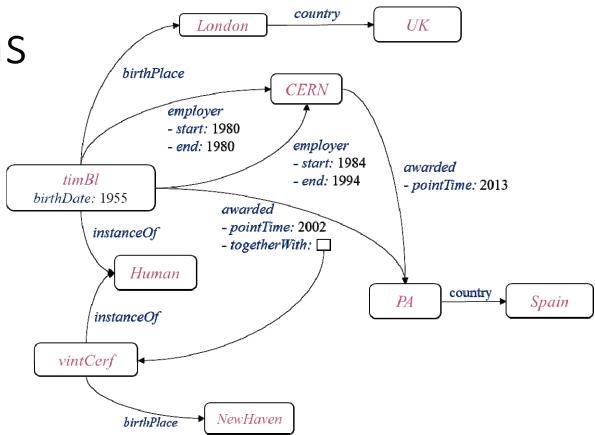 ns
London
country
UK
birthPlace
CERN
employer
- start: 1980
- end: 1980
employer
- start: 1984
- end: 1994
awarded
- pointTime: 2013
timBl
birthDate: 1955
awarded
- pointTime: 2002
- togetherWith:
instanceOf
Human
PA
country
Spain
instanceOf
vintCerf
birthPlace
NewHaven